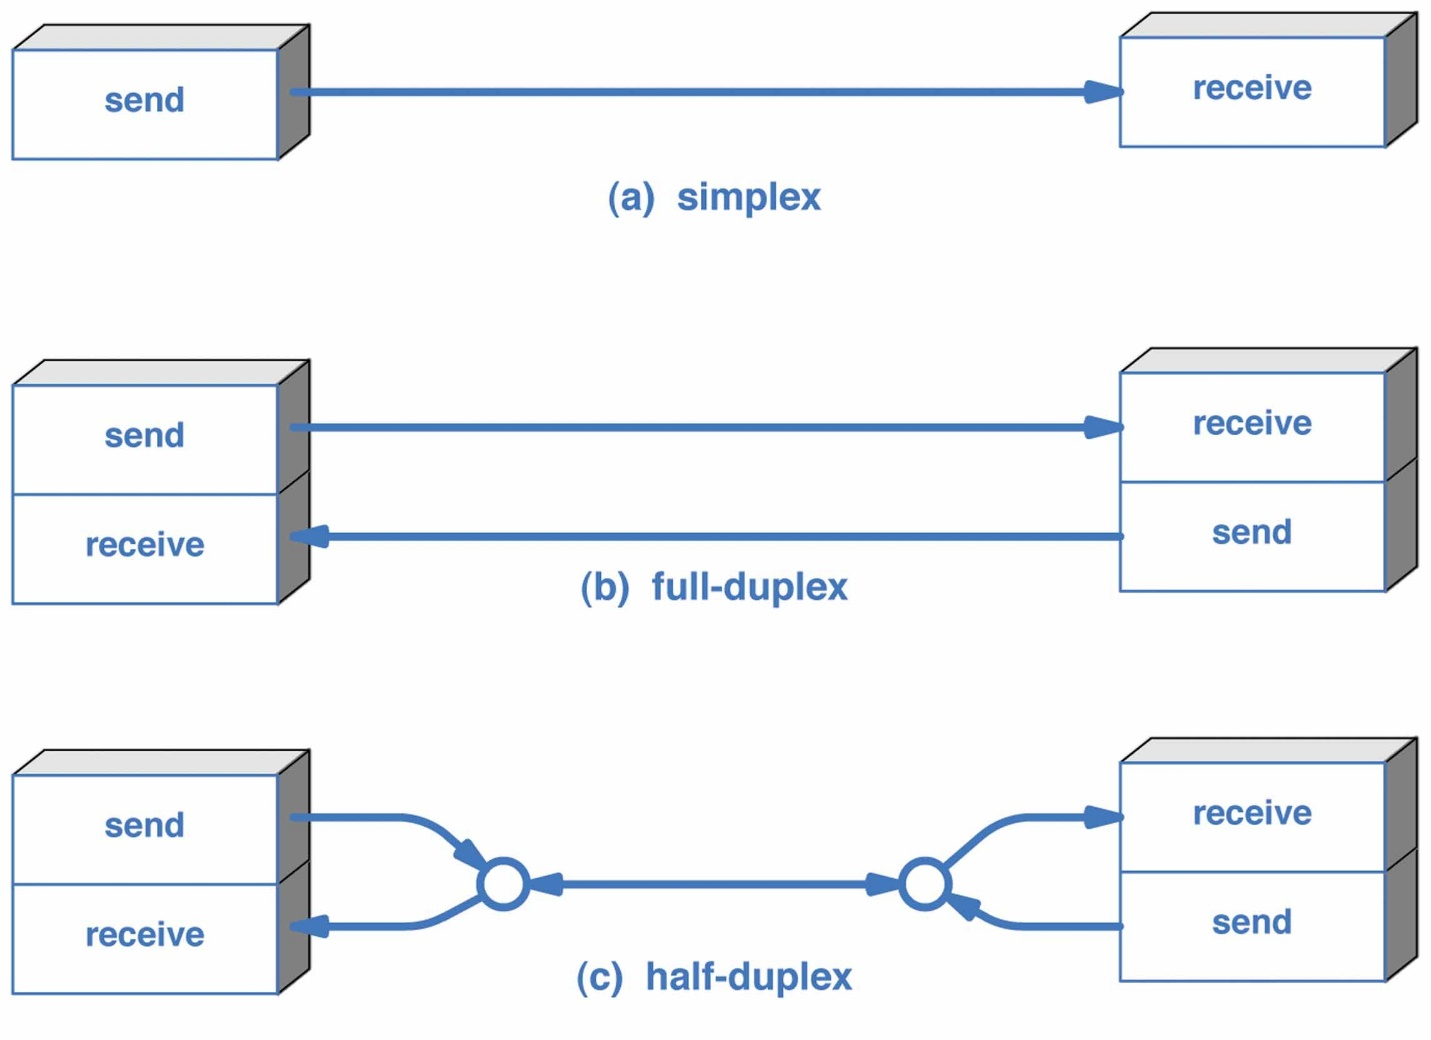 send
receive
(a) simplex
send
receive
receive
send
(b) full-duplex
send
receive
receive
send
(c) half-duplex